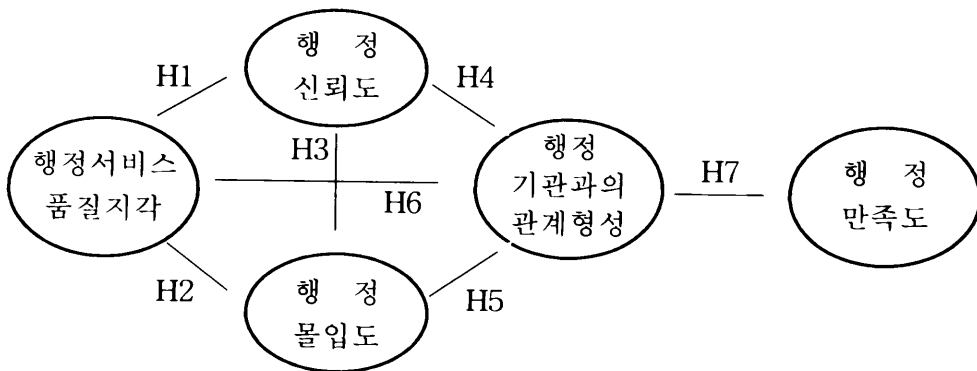 행 정
신뢰도
H1
H4
H3
행정서비스
품질지각
H6
행정
기관과의
관계형성
H7
행 정
만족도
H2
행 정
몰입도
H5